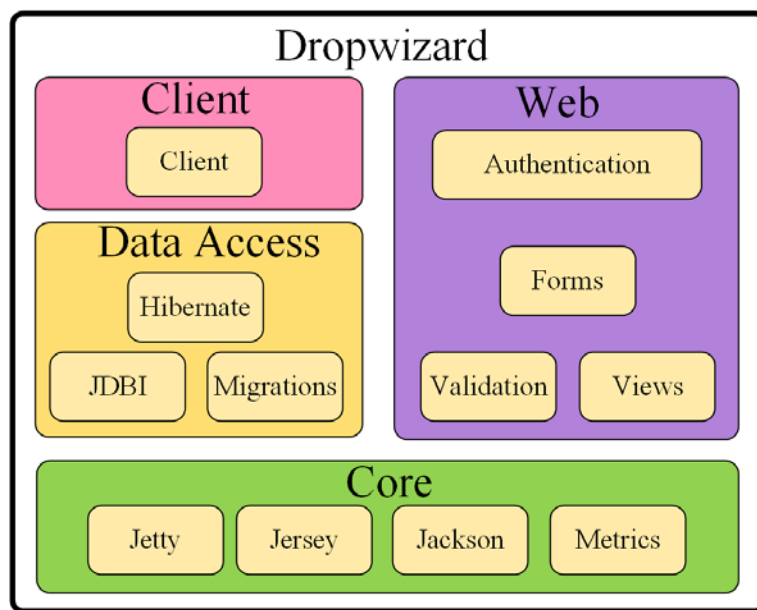 Dropwizard
Client
Client
Data Access
Hibernate
JDBI Migrations
Web
Authentication
Forms
Validation Views
Core
Jetty Jersey Jackson Metrics